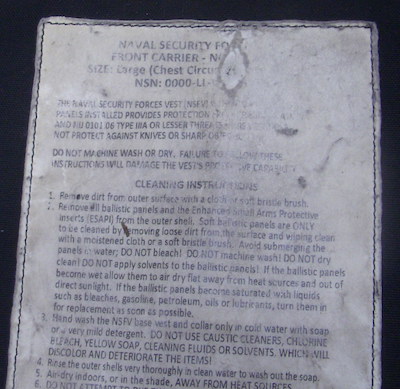 NAVAL SECURITY FO
FRONT CARRIER - NO
SIZE: Large (Chest Circu
NSN: 0000-LI-
THE NAVAL SECURITY FORCES VEST (NSFV)
PANELS INSTALLED PROVIDES PROTECTION
AND NIJ 0101 06 TYPE IIIA OR LESSER THREA
NOT PROTECT AGAINST KNIVES OR SHARP
DO NOT MACHINE WASH OR DRY. FAILURE TO FOLLOW THESE
INSTRUCTIONS WILL DAMAGE THE VEST'S PROTECTIVE CAPABILITY
CLEANING INSTRUCTIONS
1. Remove dirt from outer surface with a cloth or soft bristle brush.
2. Remove all ballistic panels and the Enhanced Small Arms Protective
Inserts (ESAPI) from the outer shell. Soft ballistic panels are ONLY
to be cleaned by removing loose dirt from the surface and wiping clean
with a moistened cloth or a soft bristle brush. Avoid submerging the
panels in water; DO NOT bleach! DO NOT machine wash! DO NOT dry
clean! DO NOT apply solvents to the ballistic panels! If the ballistic panels
become wet allow them to air dry flat away from heat sources and out of
direct sunlight. If the ballistic panels become saturated with liquids
such as bleaches, gasoline, petroleum, oils or lubricants, turn them in
for replacement as soon as possible.
3. Hand wash the NSFV base vest and collar only in cold water with soap
or a very mild detergent. DO NOT USE CAUSTIC CLEANERS, CHLORINE
BLEACH, YELLOW SOAP, CLEANING FLUIDS OR SOLVENTS. WHICH WILL
DISCOLOR AND DETERIORATE THE ITEMS!
4. Rinse the outer shells very thoroughly in clean water to wash out the soap.
5. Air-dry indoors, or in the shade, AWAY FROM HEAT SOURCES.
6. DO NOT ATTEMPT TO